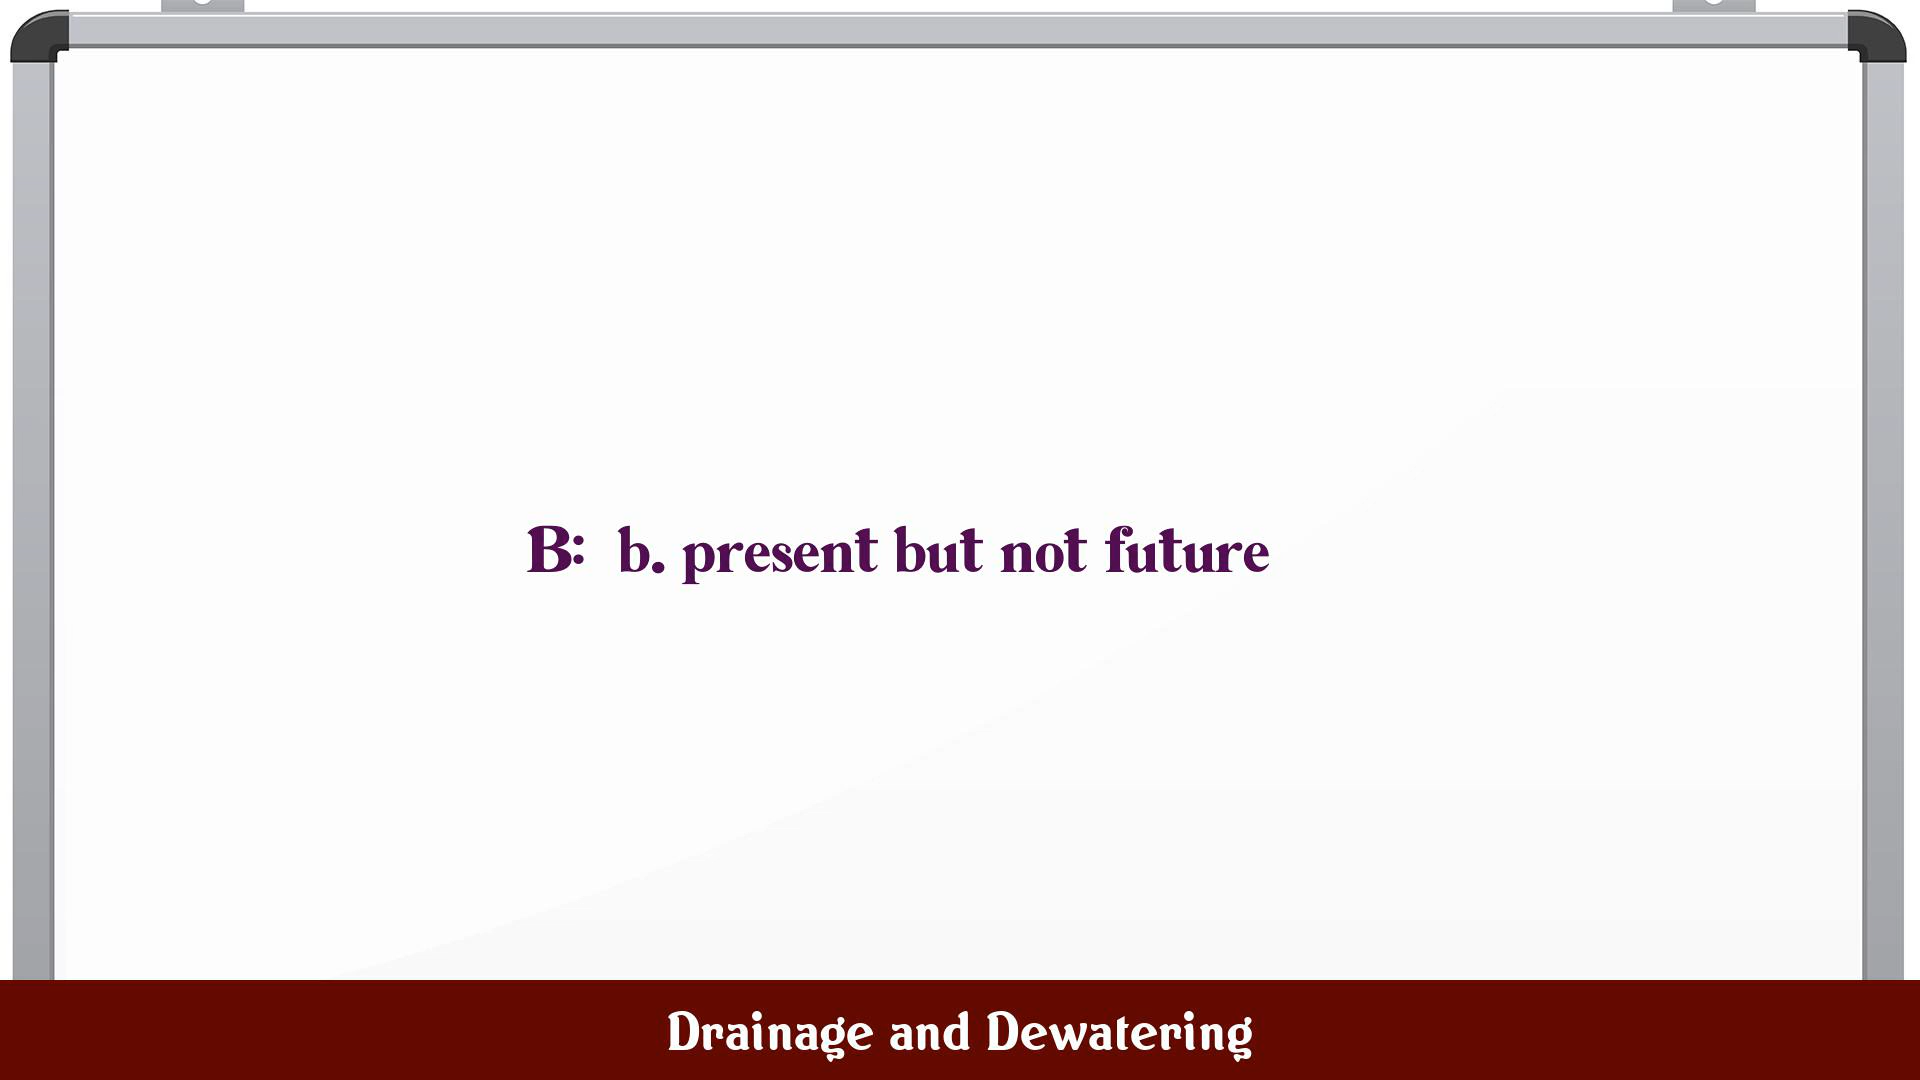 B: b. present but not future
Drainage and Dewatering